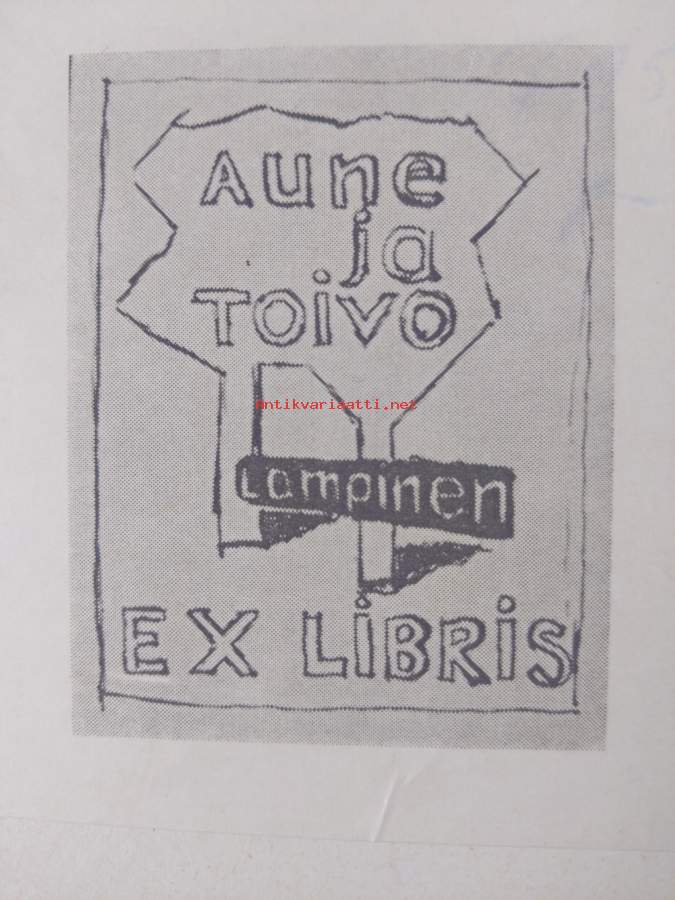 Aune
ja
TOIVO
antikvariaatti.net
Lampinen
EX LIBRIS